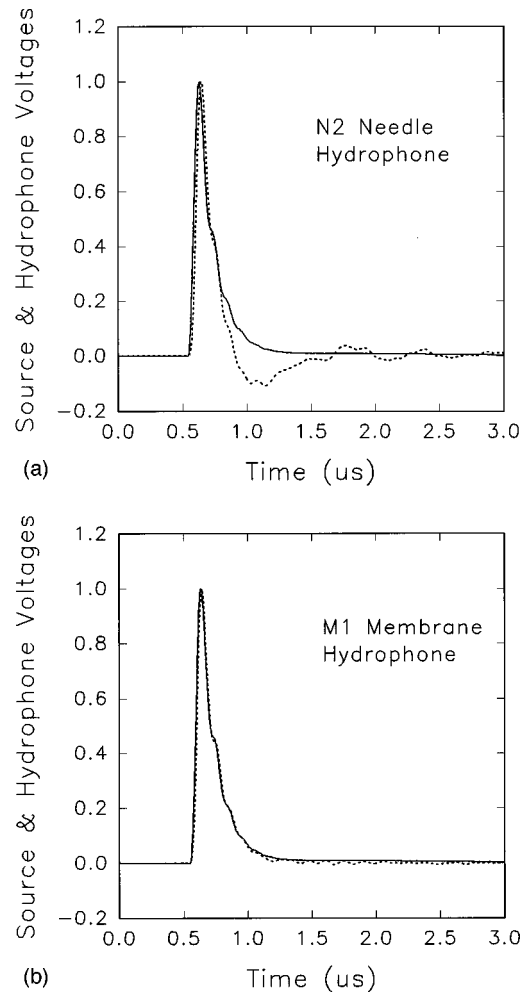 (a)
Source & Hydrophone Voltages
1.2
1.0
0.8
0.6
0.4
0.2
0.0
−0.2
N2 Needle
Hydrophone
0.0 0.5 1.0 1.5 2.0 2.5 3.0
Time (us)
(b)
Source & Hydrophone Voltages
1.2
1.0
0.8
0.6
0.4
0.2
0.0
−0.2
M1 Membrane
Hydrophone
0.0 0.5 1.0 1.5 2.0 2.5 3.0
Time (us)